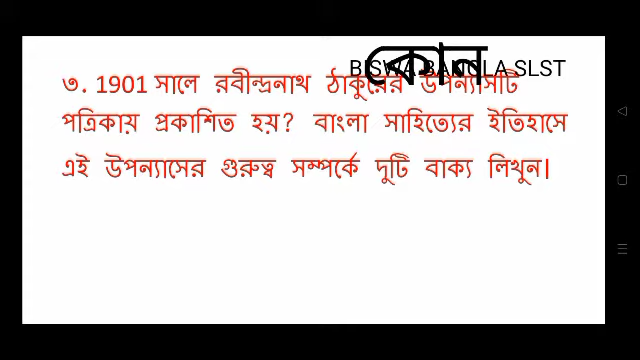 কোন
BISWA BANGLA SLST
৩. 1901 সালে রবীন্দ্রনাথ ঠাকুরের উপন্যাসটি
পত্রিকায় প্রকাশিত হয়? বাংলা সাহিত্যের ইতিহাসে
এই উপন্যাসের গুরুত্ব সম্পর্কে দুটি বাক্য লিখুন।